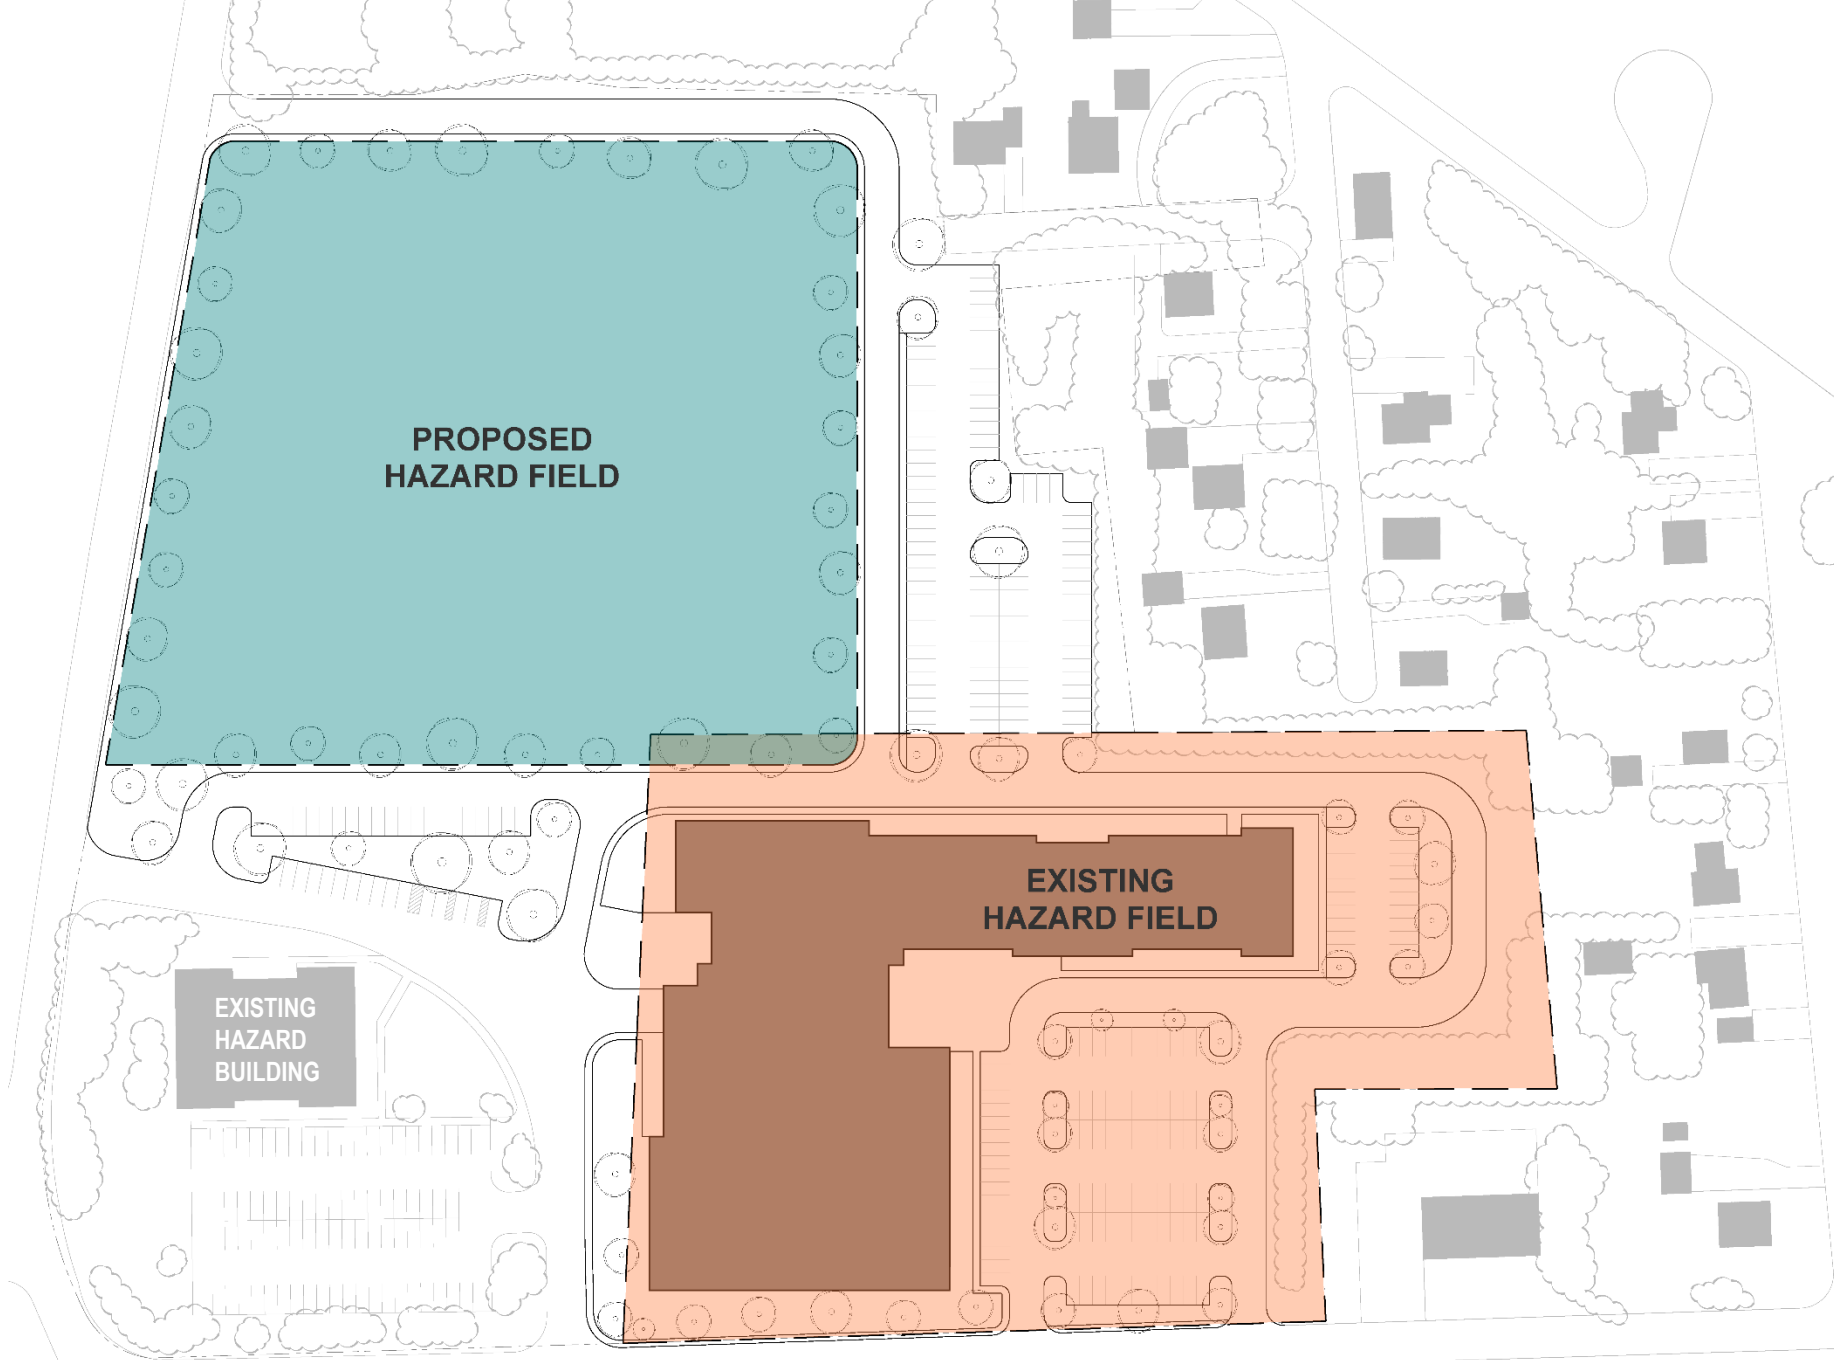 PROPOSED
HAZARD FIELD
EXISTING
HAZARD FIELD
EXISTING
HAZARD
BUILDING